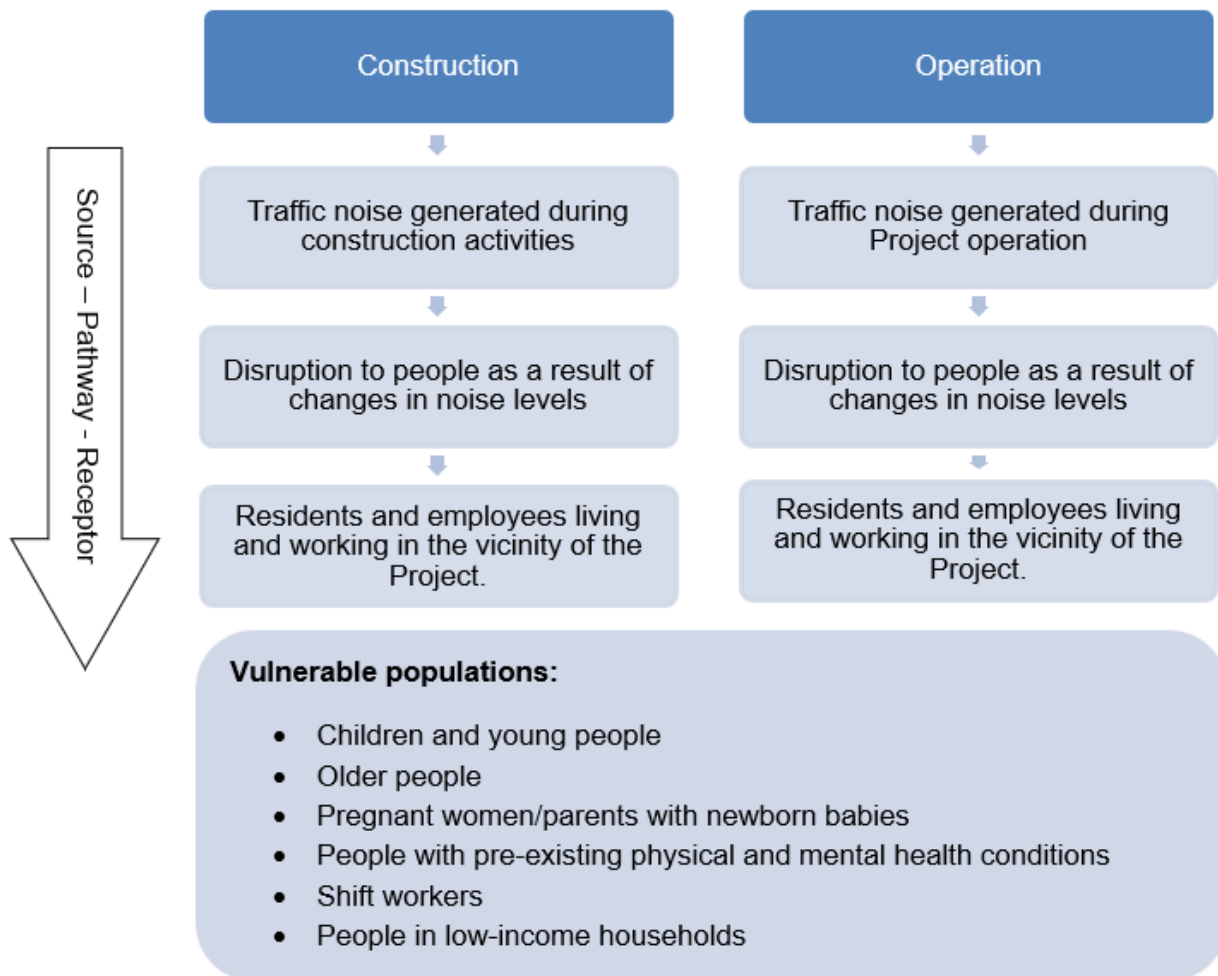 Construction
Operation
Source – Pathway - Receptor
Traffic noise generated during
construction activities
Traffic noise generated during
Project operation
Disruption to people as a result of
changes in noise levels
Disruption to people as a result of
changes in noise levels
Residents and employees living
and working in the vicinity of the
Project.
Residents and employees living
and working in the vicinity of the
Project.
Vulnerable populations:
• Children and young people
• Older people
• Pregnant women/parents with newborn babies
• People with pre-existing physical and mental health conditions
• Shift workers
• People in low-income households